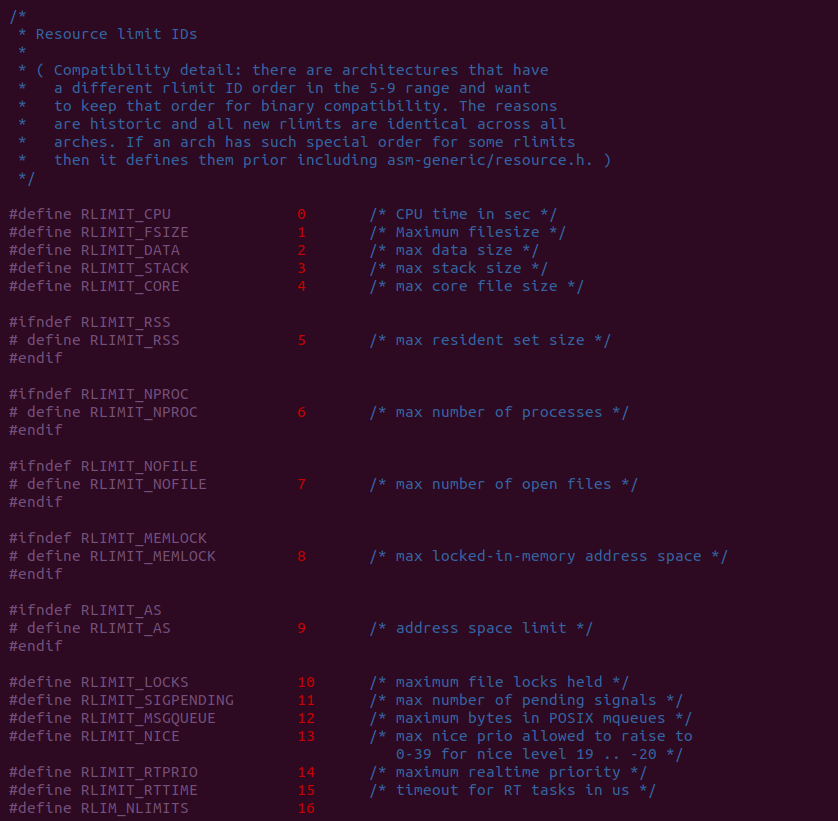 /*
 * Resource limit IDs
 *
 * ( Compatibility detail: there are architectures that have
 *   a different rlimit ID order in the 5-9 range and want
 *   to keep that order for binary compatibility. The reasons
 *   are historic and all new rlimits are identical across all
 *   arches. If an arch has such special order for some rlimits
 *   then it defines them prior including asm-generic/resource.h. )
 */

#define RLIMIT_CPU              0       /* CPU time in sec */
#define RLIMIT_FSIZE            1       /* Maximum filesize */
#define RLIMIT_DATA             2       /* max data size */
#define RLIMIT_STACK            3       /* max stack size */
#define RLIMIT_CORE             4       /* max core file size */

#ifndef RLIMIT_RSS
# define RLIMIT_RSS             5       /* max resident set size */
#endif

#ifndef RLIMIT_NPROC
# define RLIMIT_NPROC           6       /* max number of processes */
#endif

#ifndef RLIMIT_NOFILE
# define RLIMIT_NOFILE          7       /* max number of open files */
#endif

#ifndef RLIMIT_MEMLOCK
# define RLIMIT_MEMLOCK         8       /* max locked-in-memory address space */
#endif

#ifndef RLIMIT_AS
# define RLIMIT_AS              9       /* address space limit */
#endif

#define RLIMIT_LOCKS            10      /* maximum file locks held */
#define RLIMIT_SIGPENDING       11      /* max number of pending signals */
#define RLIMIT_MSGQUEUE         12      /* maximum bytes in POSIX mqueues */
#define RLIMIT_NICE             13      /* max nice prio allowed to raise to
                                           0-39 for nice level 19 .. -20 */
#define RLIMIT_RTPRIO           14      /* maximum realtime priority */
#define RLIMIT_RTTIME           15      /* timeout for RT tasks in us */
#define RLIM_NLIMITS            16